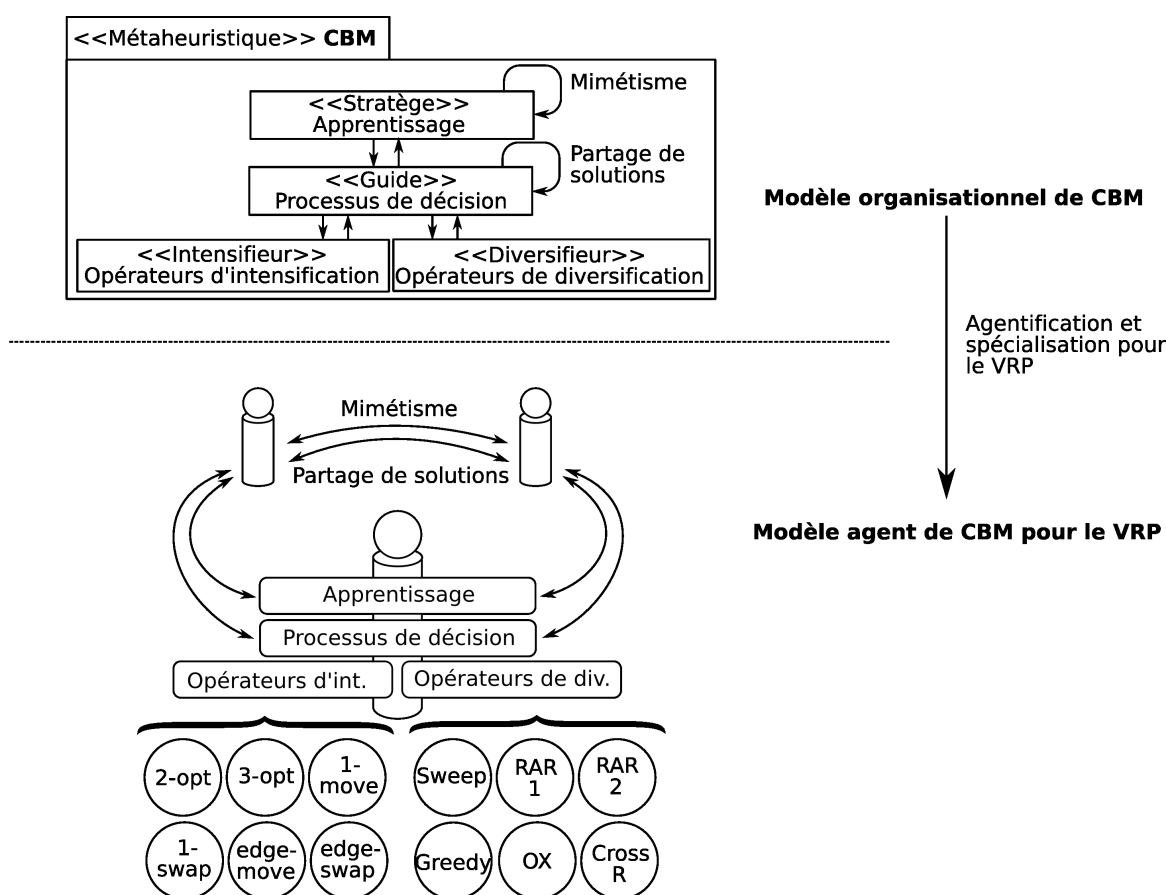 <<Métaheuristique>> CBM
Mimétisme
<<Stratège>>
Apprentissage
Partage de
solutions
<<Guide>>
Processus de décision
<<Intensifieur>>
Opérateurs d'intensification
<<Diversifieur>>
Opérateurs de diversification
Modèle organisationnel de CBM
Agentification et
spécialisation pour
le VRP
Modèle agent de CBM pour le VRP
Mimétisme
Partage de solutions
Apprentissage
Processus de décision
Opérateurs d'int.
Opérateurs de div.
2-opt
3-opt
1-
move
Sweep
RAR
1
RAR
2
1-
swap
edge-
move
edge-
swap
Greedy
OX
Cross
R